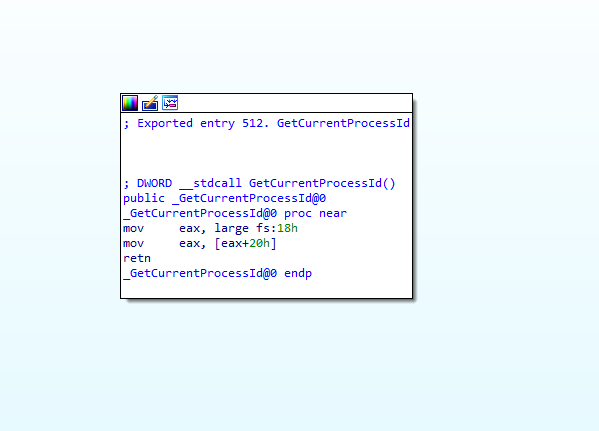 ; Exported entry 512. GetCurrentProcessId
; DWORD __stdcall GetCurrentProcessId()
public _GetCurrentProcessId@0
_GetCurrentProcessId@0 proc near
mov     eax, large fs:18h
mov     eax, [eax+20h]
retn
_GetCurrentProcessId@0 endp